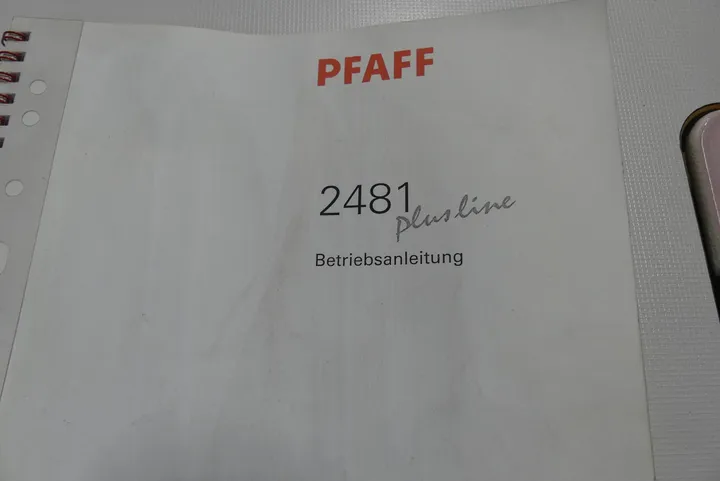 PFAFF
2481
plusline
Betriebsanleitung